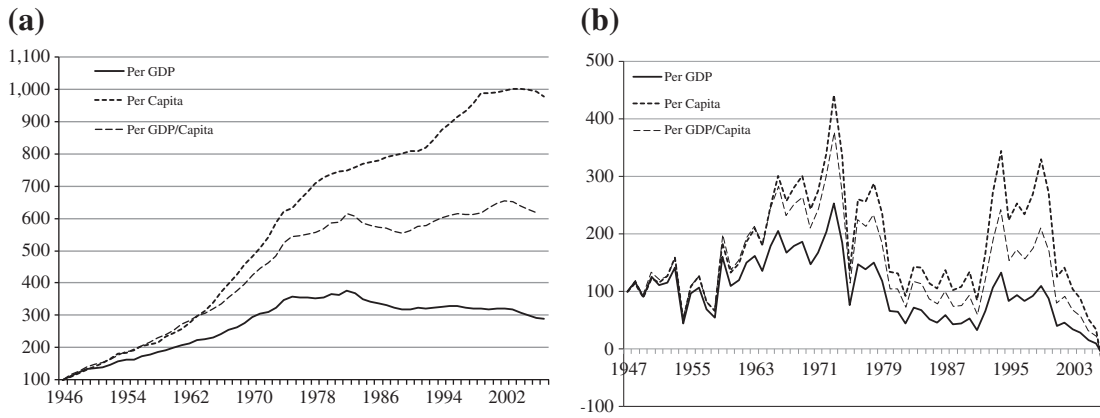 (a)
1,100
1,000
900
800
700
600
500
400
300
200
100
Per GDP
Per Capita
Per GDP/Capita
1946 1954 1962 1970 1978 1986 1994 2002
(b)
500
400
300
200
100
0
-100
Per GDP
Per Capita
Per GDP/Capita
1947 1955 1963 1971 1979 1987 1995 2003